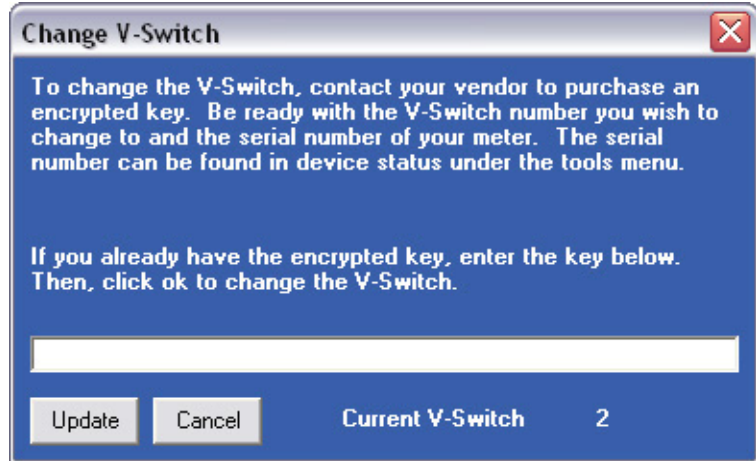 Change V-Switch
To change the V-Switch, contact your vendor to purchase an
encrypted key.  Be ready with the V-Switch number you wish to
change to and the serial number of your meter.  The serial
number can be found in device status under the tools menu.
If you already have the encrypted key, enter the key below.
Then, click ok to change the V-Switch.
Update Cancel Current V-Switch 2